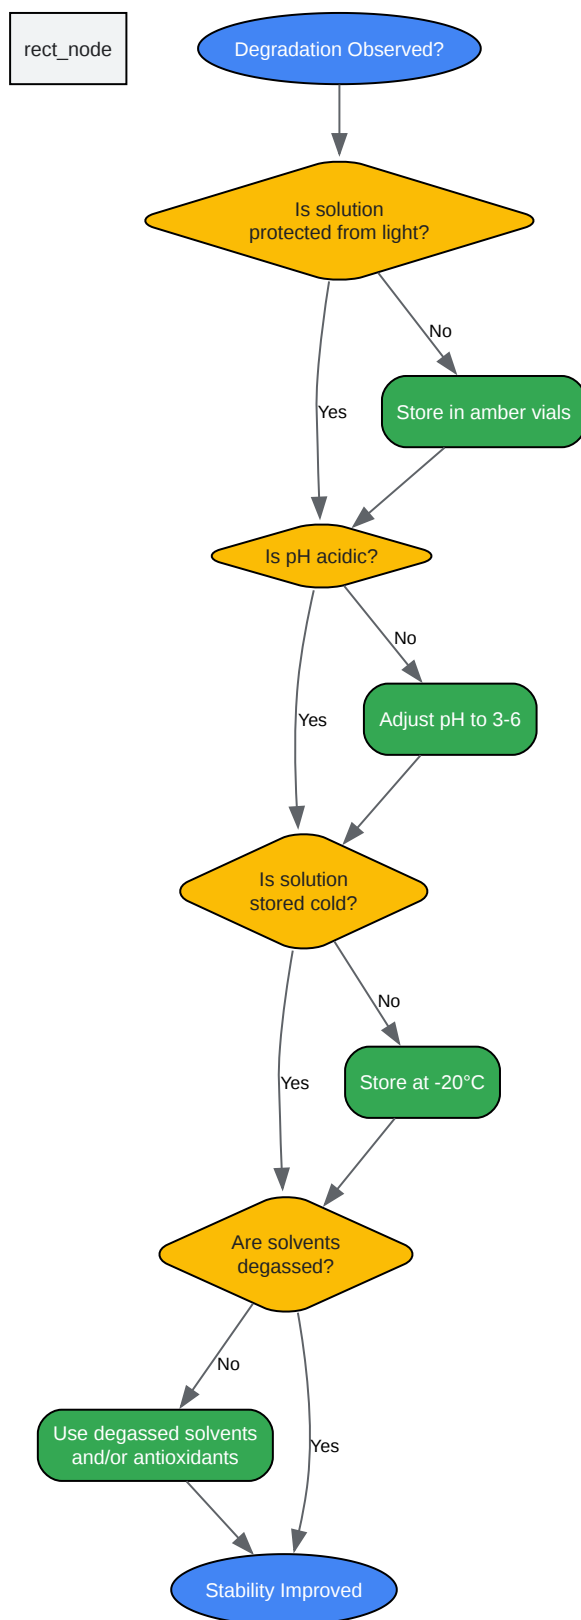 rect_node
Degradation Observed?
Is solution
protected from light?
No
Yes
Store in amber vials
Is pH acidic?
No
Yes
Adjust pH to 3-6
Is solution
stored cold?
No
Yes
Store at -20°C
Are solvents
degassed?
No
Yes
Use degassed solvents
and/or antioxidants
Stability Improved